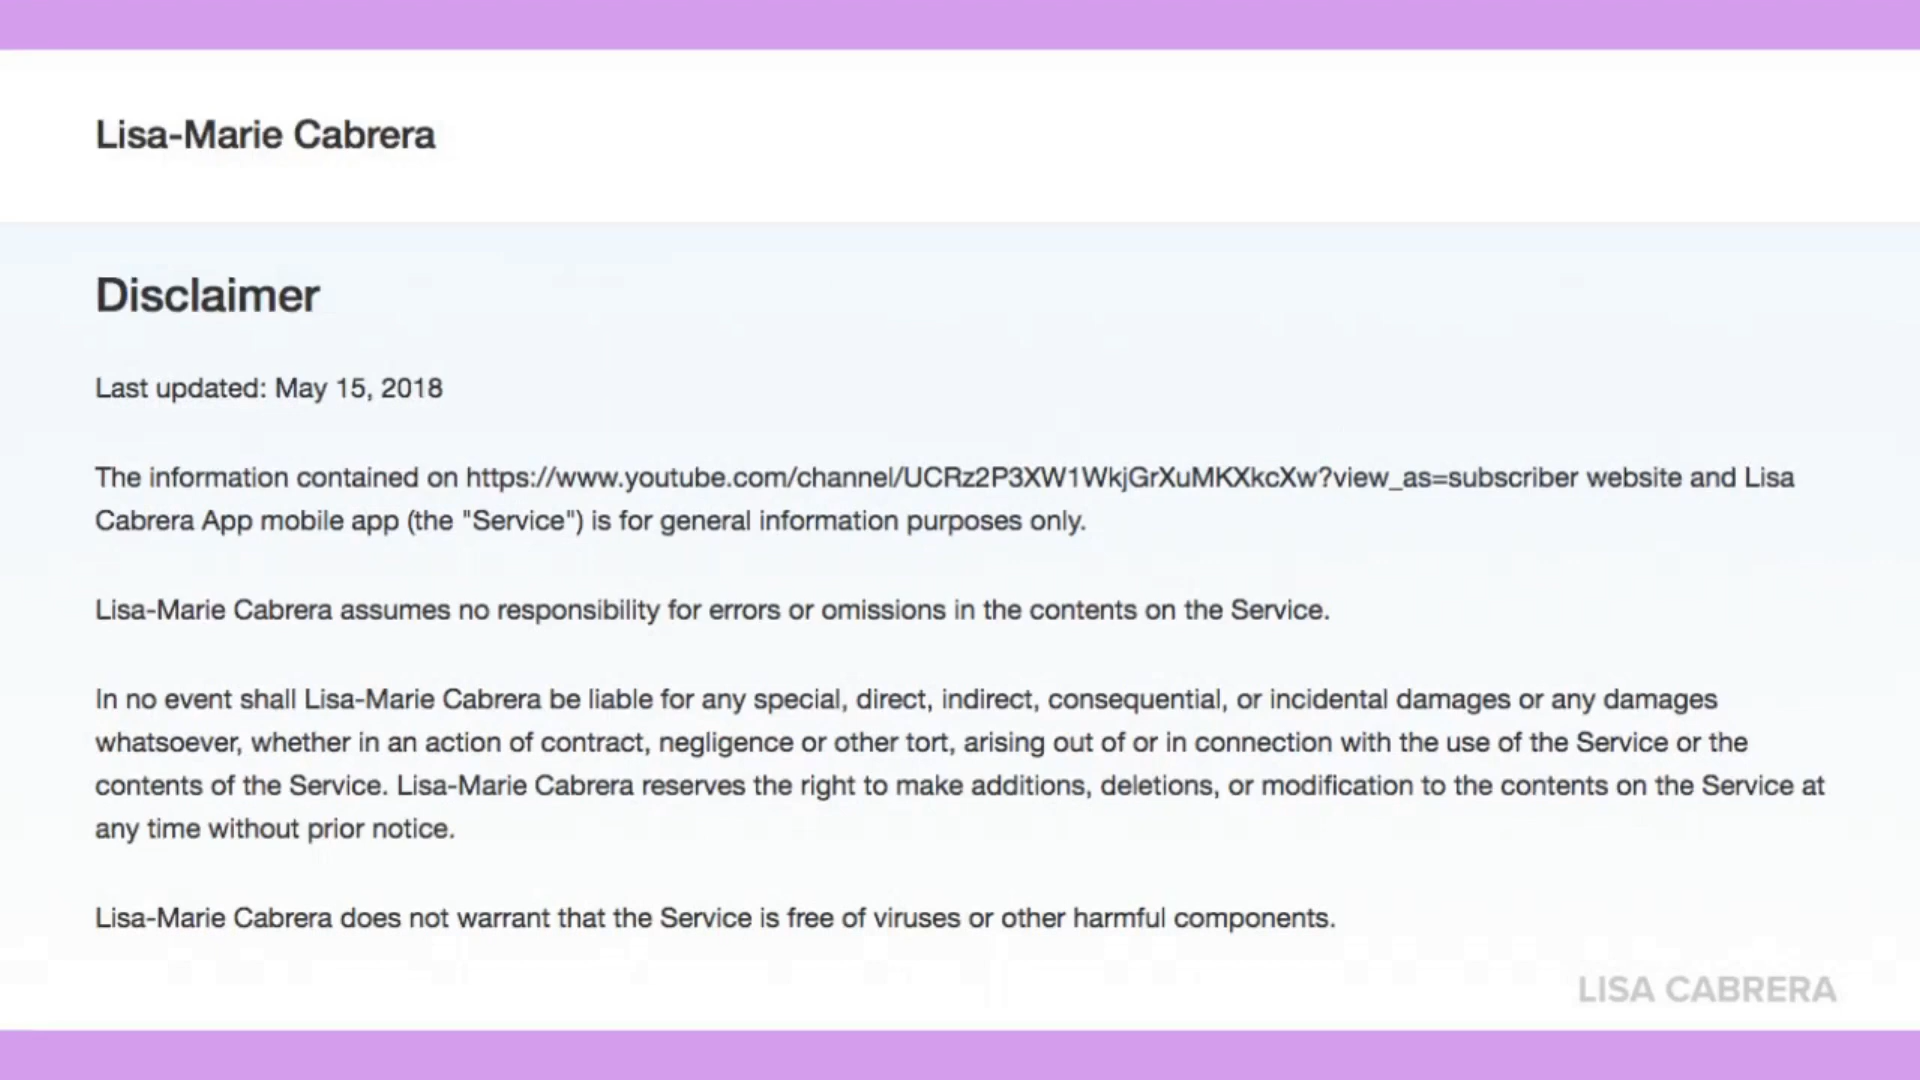 Lisa-Marie Cabrera
Disclaimer
Last updated: May 15, 2018
The information contained on https://www.youtube.com/channel/UCRz2P3XW1WkjGrXuMKXkcXw?view_as=subscriber website and Lisa
Cabrera App mobile app (the "Service") is for general information purposes only.
Lisa-Marie Cabrera assumes no responsibility for errors or omissions in the contents on the Service.
In no event shall Lisa-Marie Cabrera be liable for any special, direct, indirect, consequential, or incidental damages or any damages
whatsoever, whether in an action of contract, negligence or other tort, arising out of or in connection with the use of the Service or the
contents of the Service. Lisa-Marie Cabrera reserves the right to make additions, deletions, or modification to the contents on the Service at
any time without prior notice.
Lisa-Marie Cabrera does not warrant that the Service is free of viruses or other harmful components.
LISA CABRERA